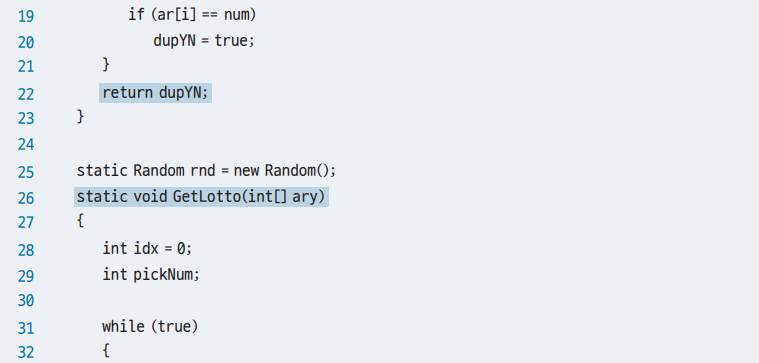 19 if (ar[i] == num)
20 dupYN = true;
21 }
22 return dupYN;
23 }
24
25 static Random rnd = new Random();
26 static void GetLotto(int[] ary)
27 {
28 int idx = 0;
29 int pickNum;
30
31 while (true)
32 {